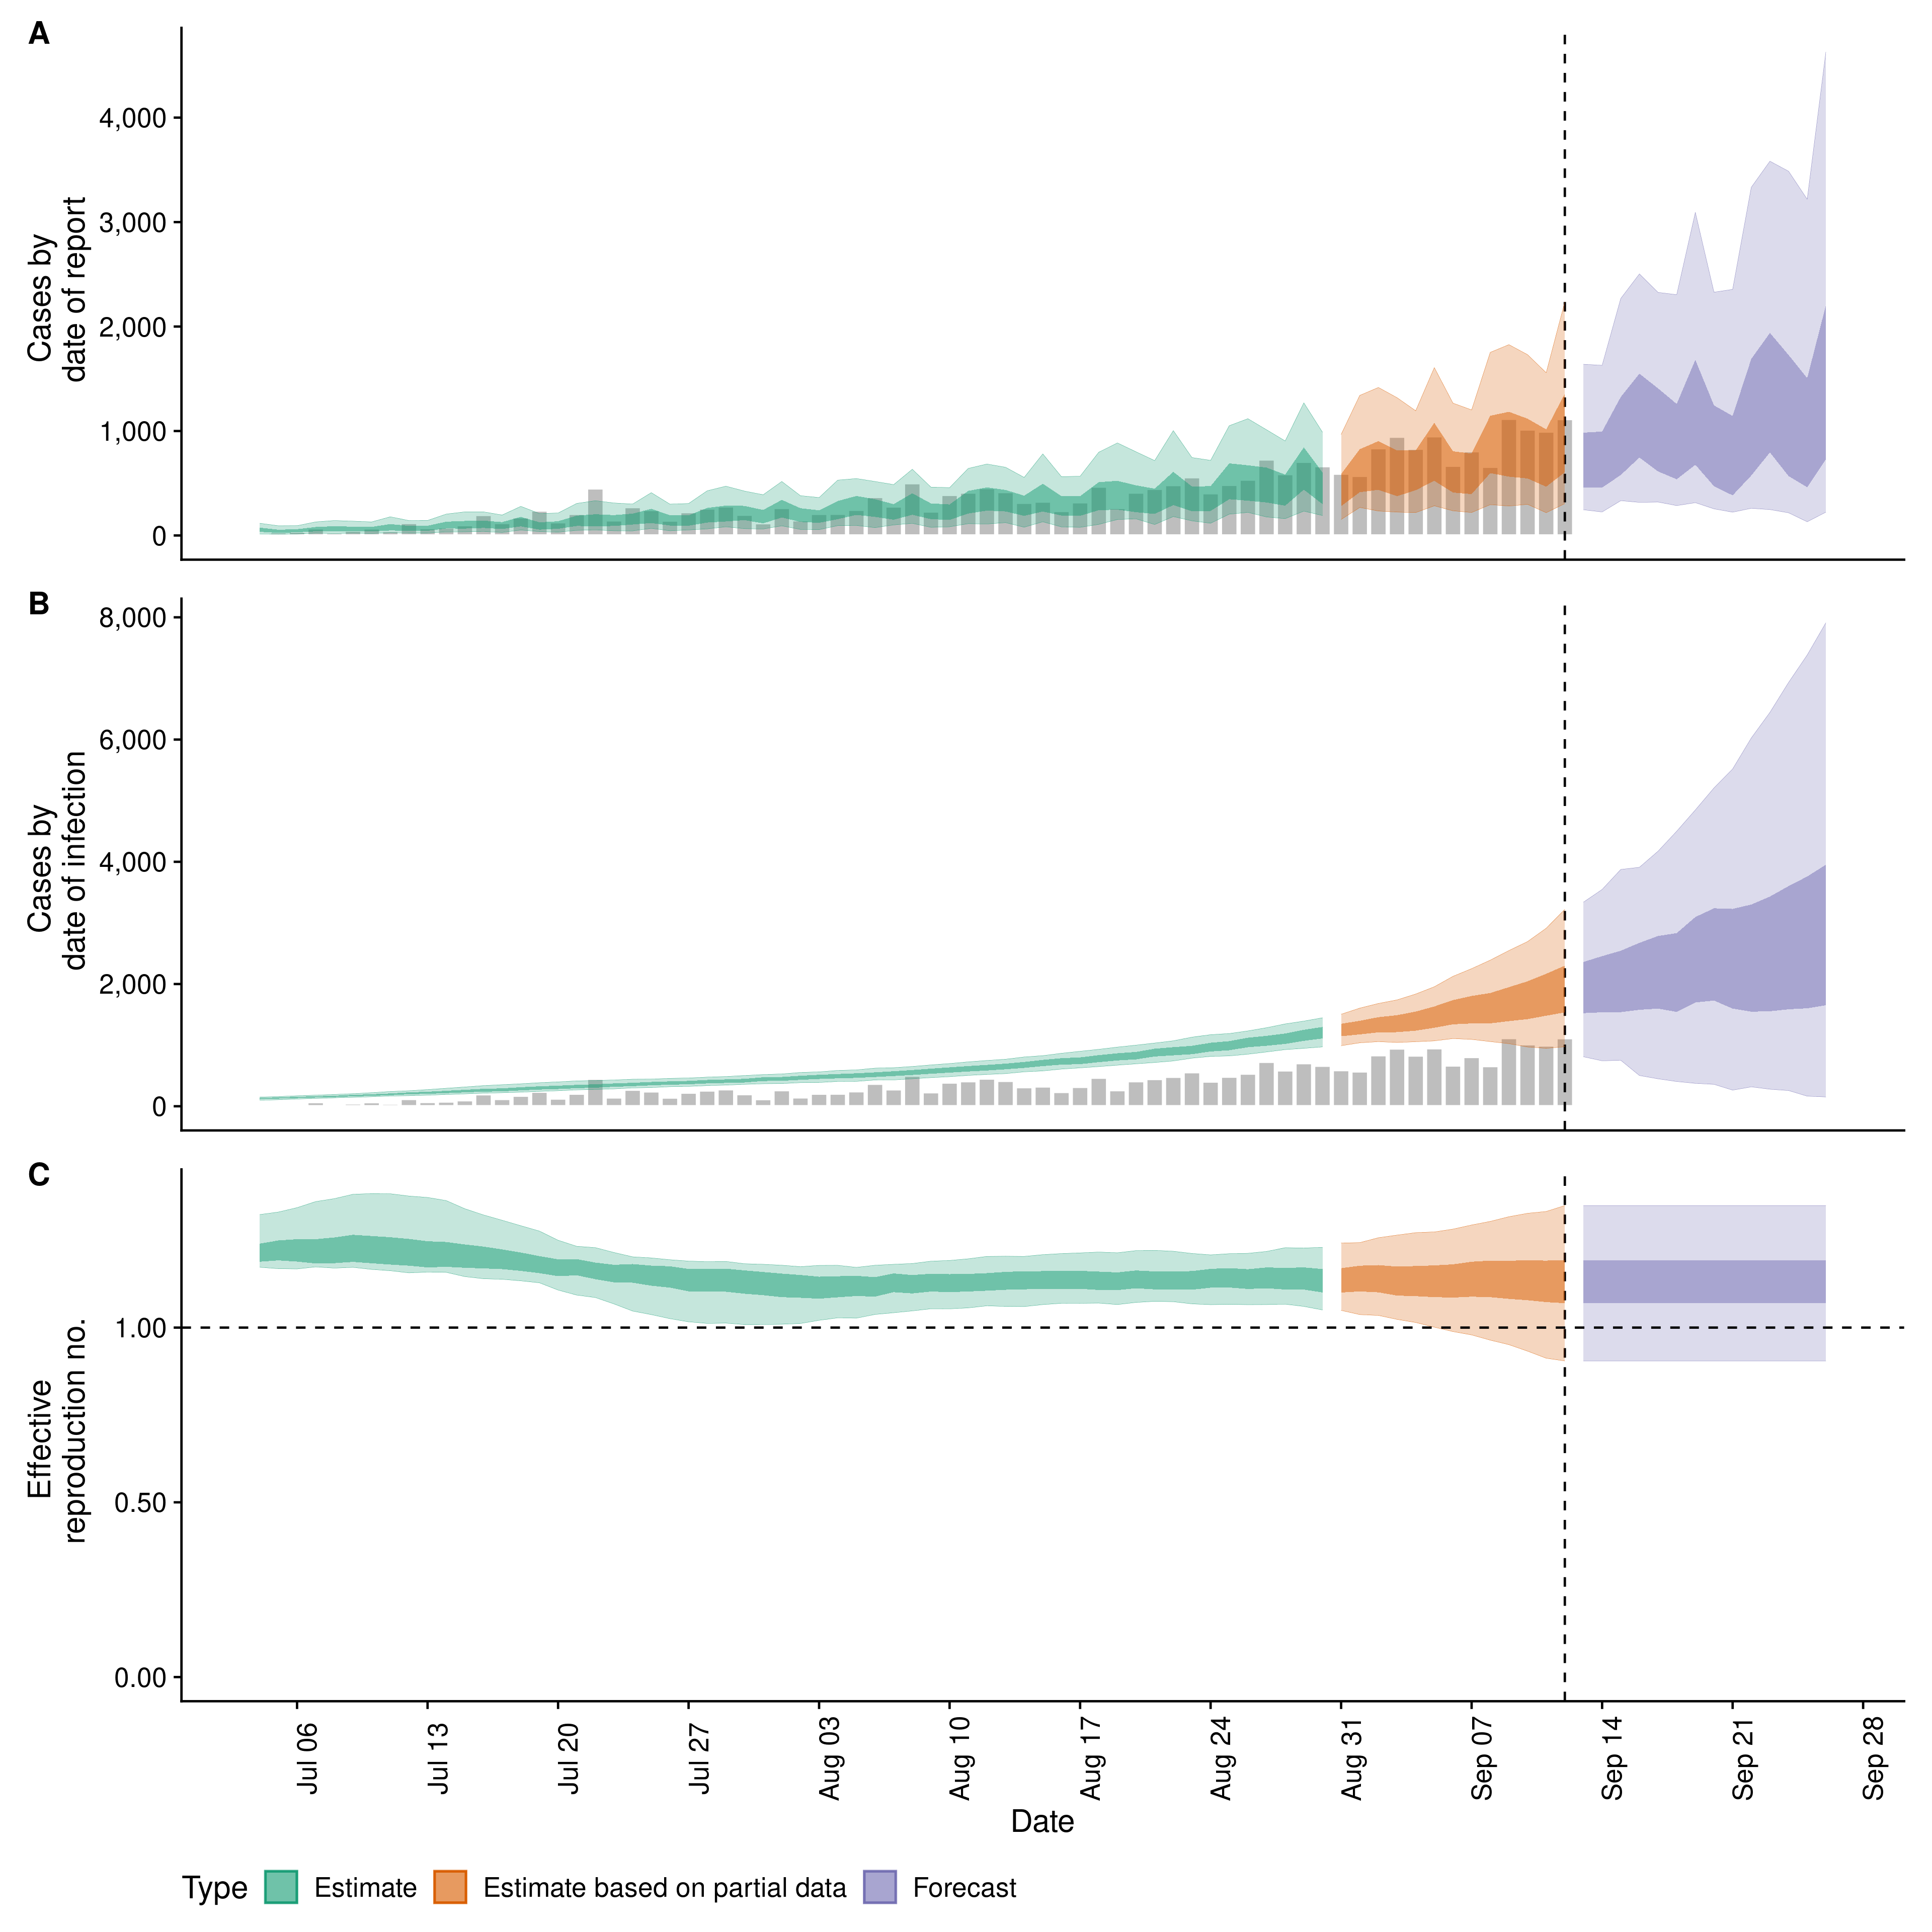 A
Cases by
date of report
4,000
3,000
2,000
1,000
0
B
Cases by
date of infection
8,000
6,000
4,000
2,000
0
C
Effective
reproduction no.
1.00
0.50
0.00
Jul 06
Jul 13
Jul 20
Jul 27
Aug 03
Aug 10
Aug 17
Aug 24
Aug 31
Sep 07
Sep 14
Sep 21
Sep 28
Date
Type Estimate Estimate based on partial data Forecast